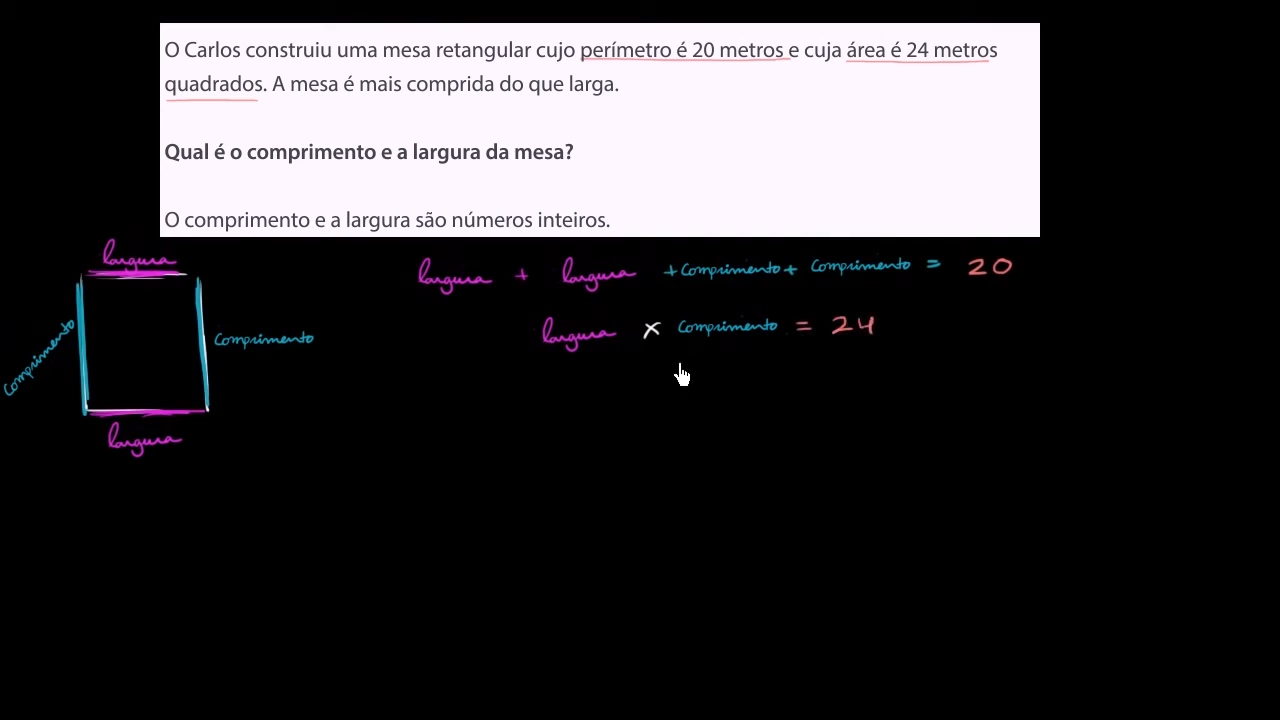 O Carlos construiu uma mesa retangular cujo perímetro é 20 metros e cuja área é 24 metros
quadrados. A mesa é mais comprida do que larga.
Qual é o comprimento e a largura da mesa?
O comprimento e a largura são números inteiros.
largura
largura + largura + Comprimento + Comprimento = 20
largura × Comprimento = 24
Comprimento
Comprimento
largura